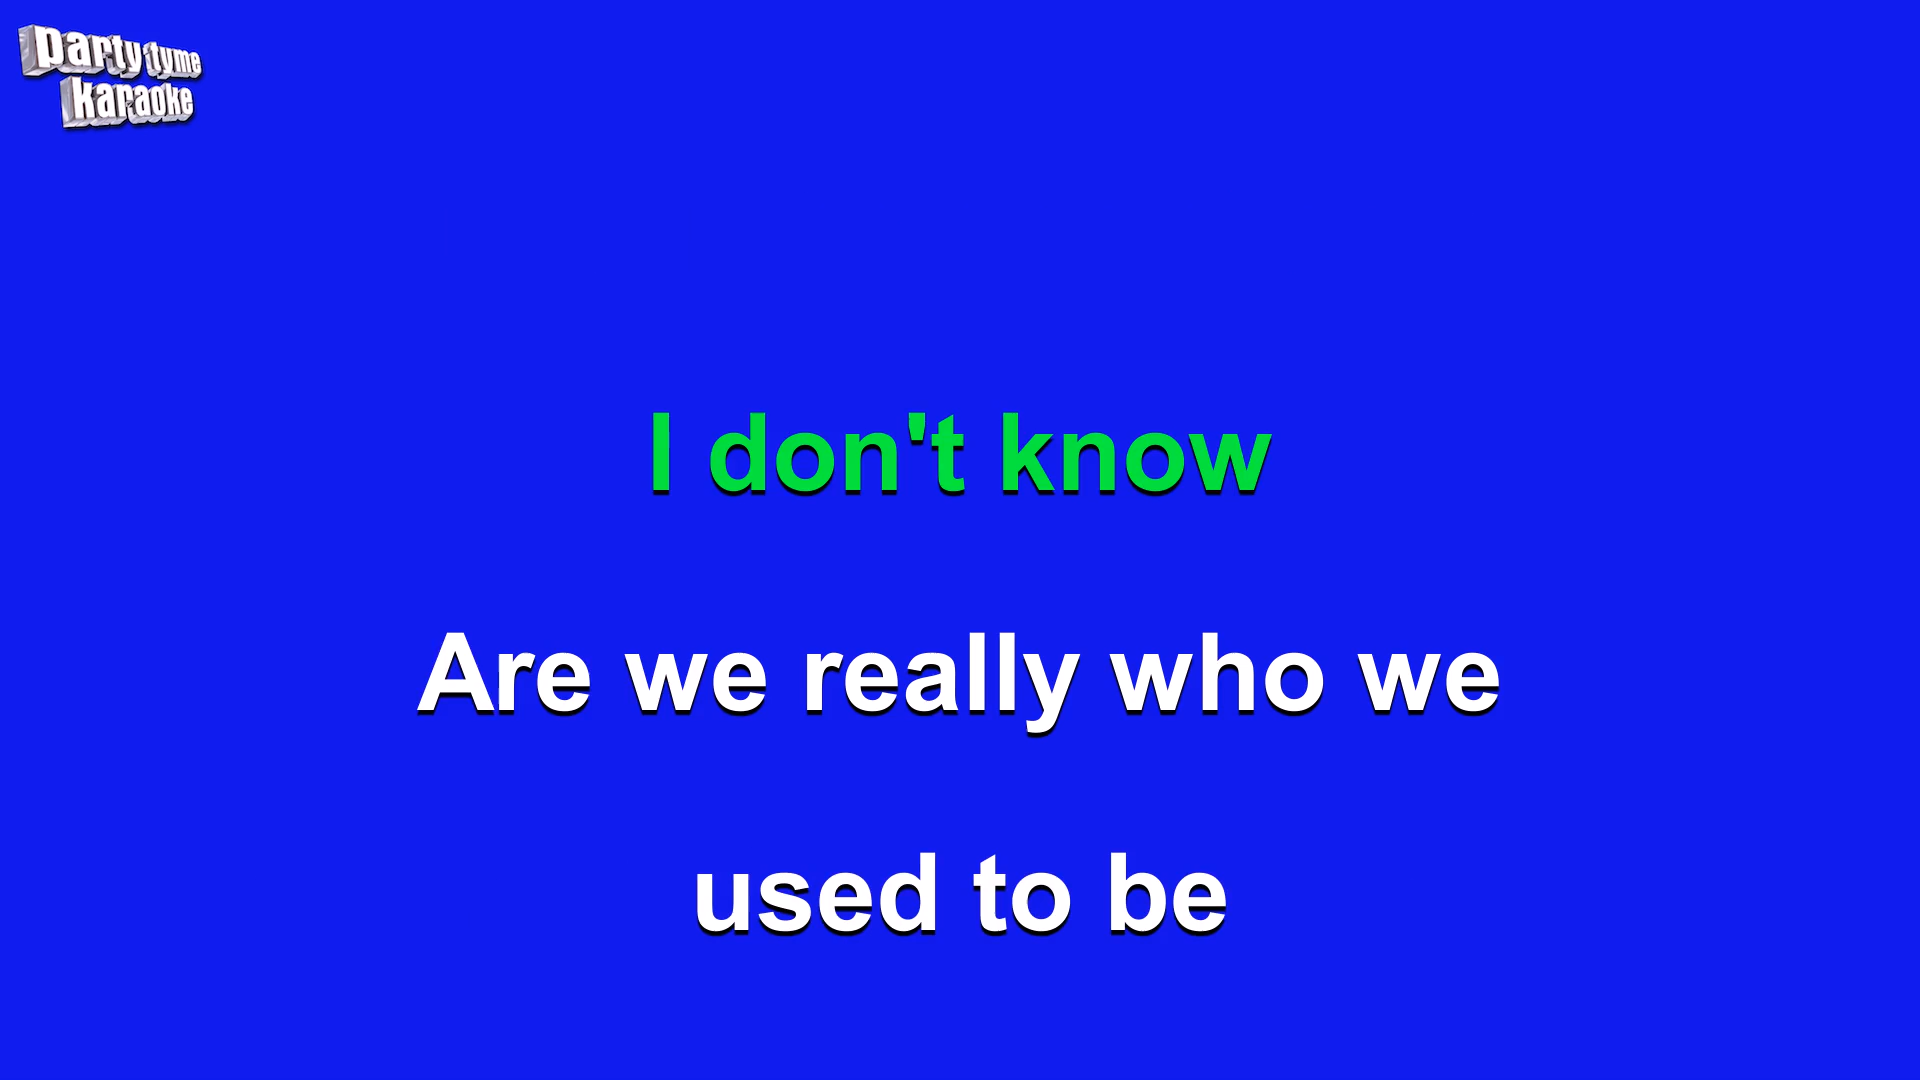 party tyme
karaoke
I don't know
Are we really who we
used to be